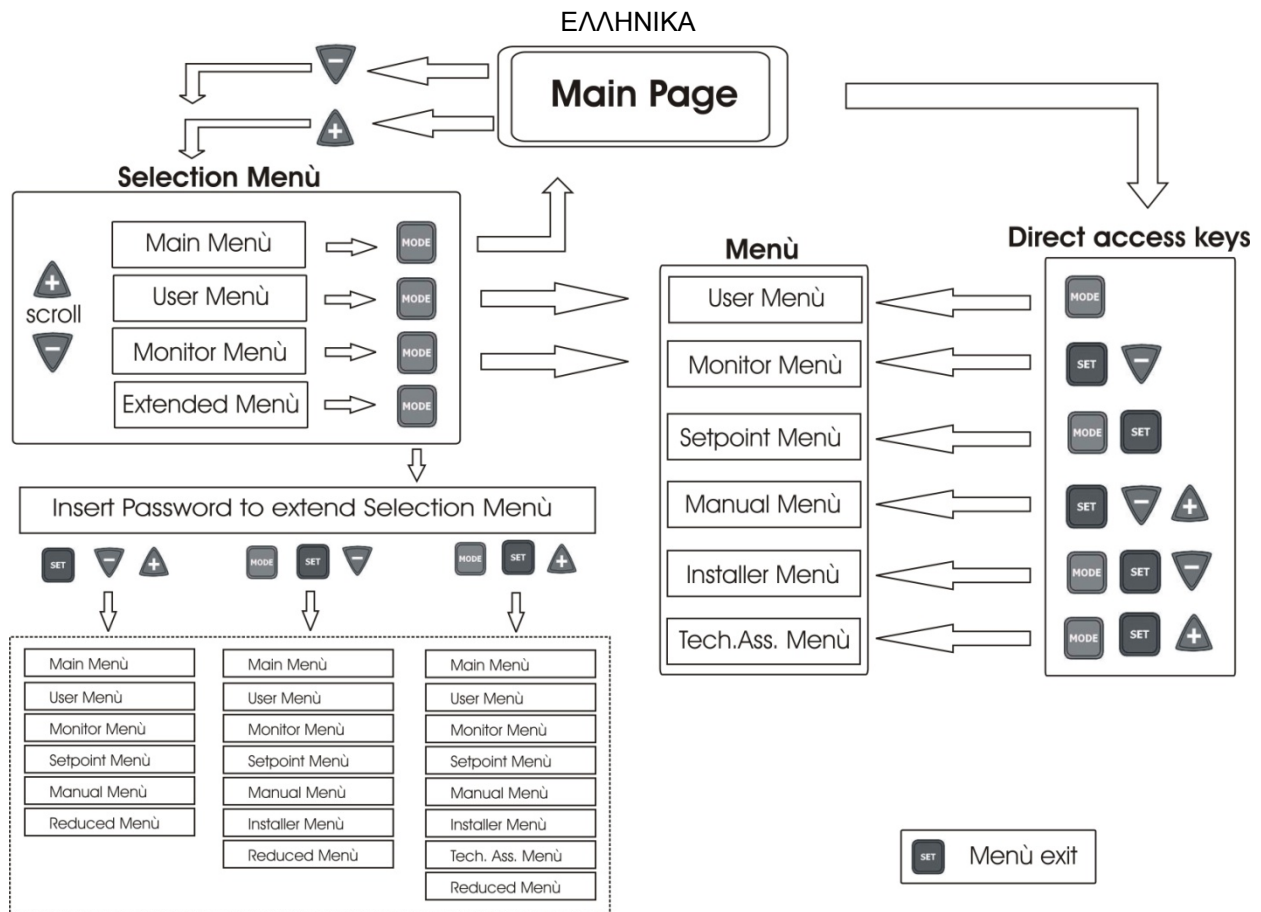 ΕΛΛΗΝΙΚΑ
Main Page
-
+
Selection Menù
+
scroll
-
Main Menù
MODE
User Menù
MODE
Monitor Menù
MODE
Extended Menù
MODE
Insert Password to extend Selection Menù
SET - +
MODE SET -
MODE SET +
Main Menù
User Menù
Monitor Menù
Setpoint Menù
Manual Menù
Reduced Menù
Main Menù
User Menù
Monitor Menù
Setpoint Menù
Manual Menù
Installer Menù
Reduced Menù
Main Menù
User Menù
Monitor Menù
Setpoint Menù
Manual Menù
Installer Menù
Tech. Ass. Menù
Reduced Menù
Menù
User Menù
Monitor Menù
Setpoint Menù
Manual Menù
Installer Menù
Tech.Ass. Menù
Direct access keys
MODE
SET -
MODE SET
SET - +
MODE SET -
MODE SET +
SET Menù exit